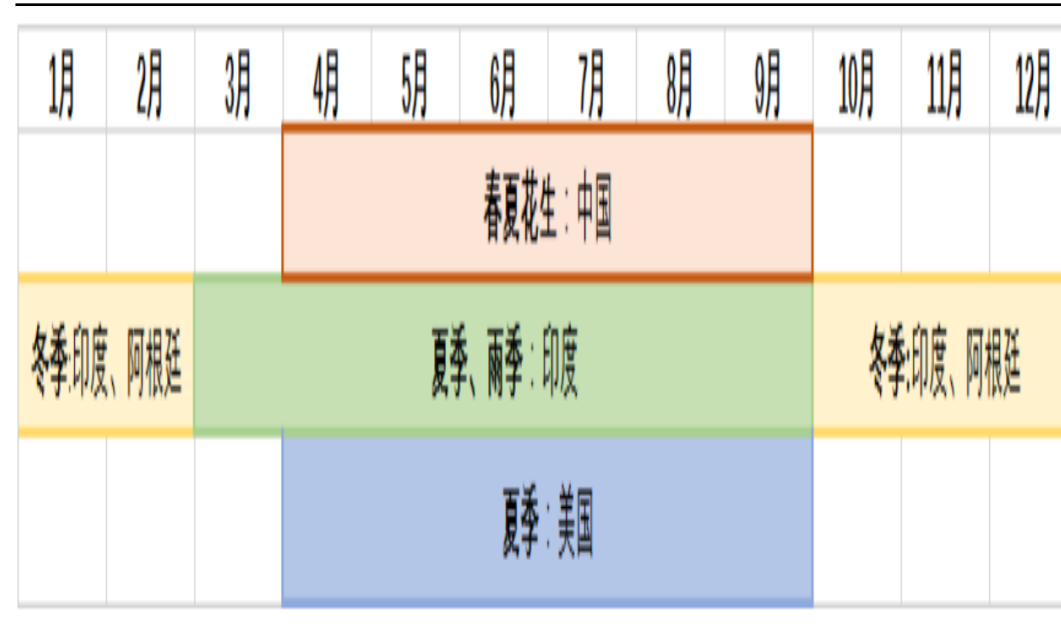 1月 2月 3月 4月 5月 6月 7月 8月 9月 10月 11月 12月
春夏花生：中国
冬季:印度、阿根廷 夏季、雨季：印度 冬季:印度、阿根廷
夏季：美国